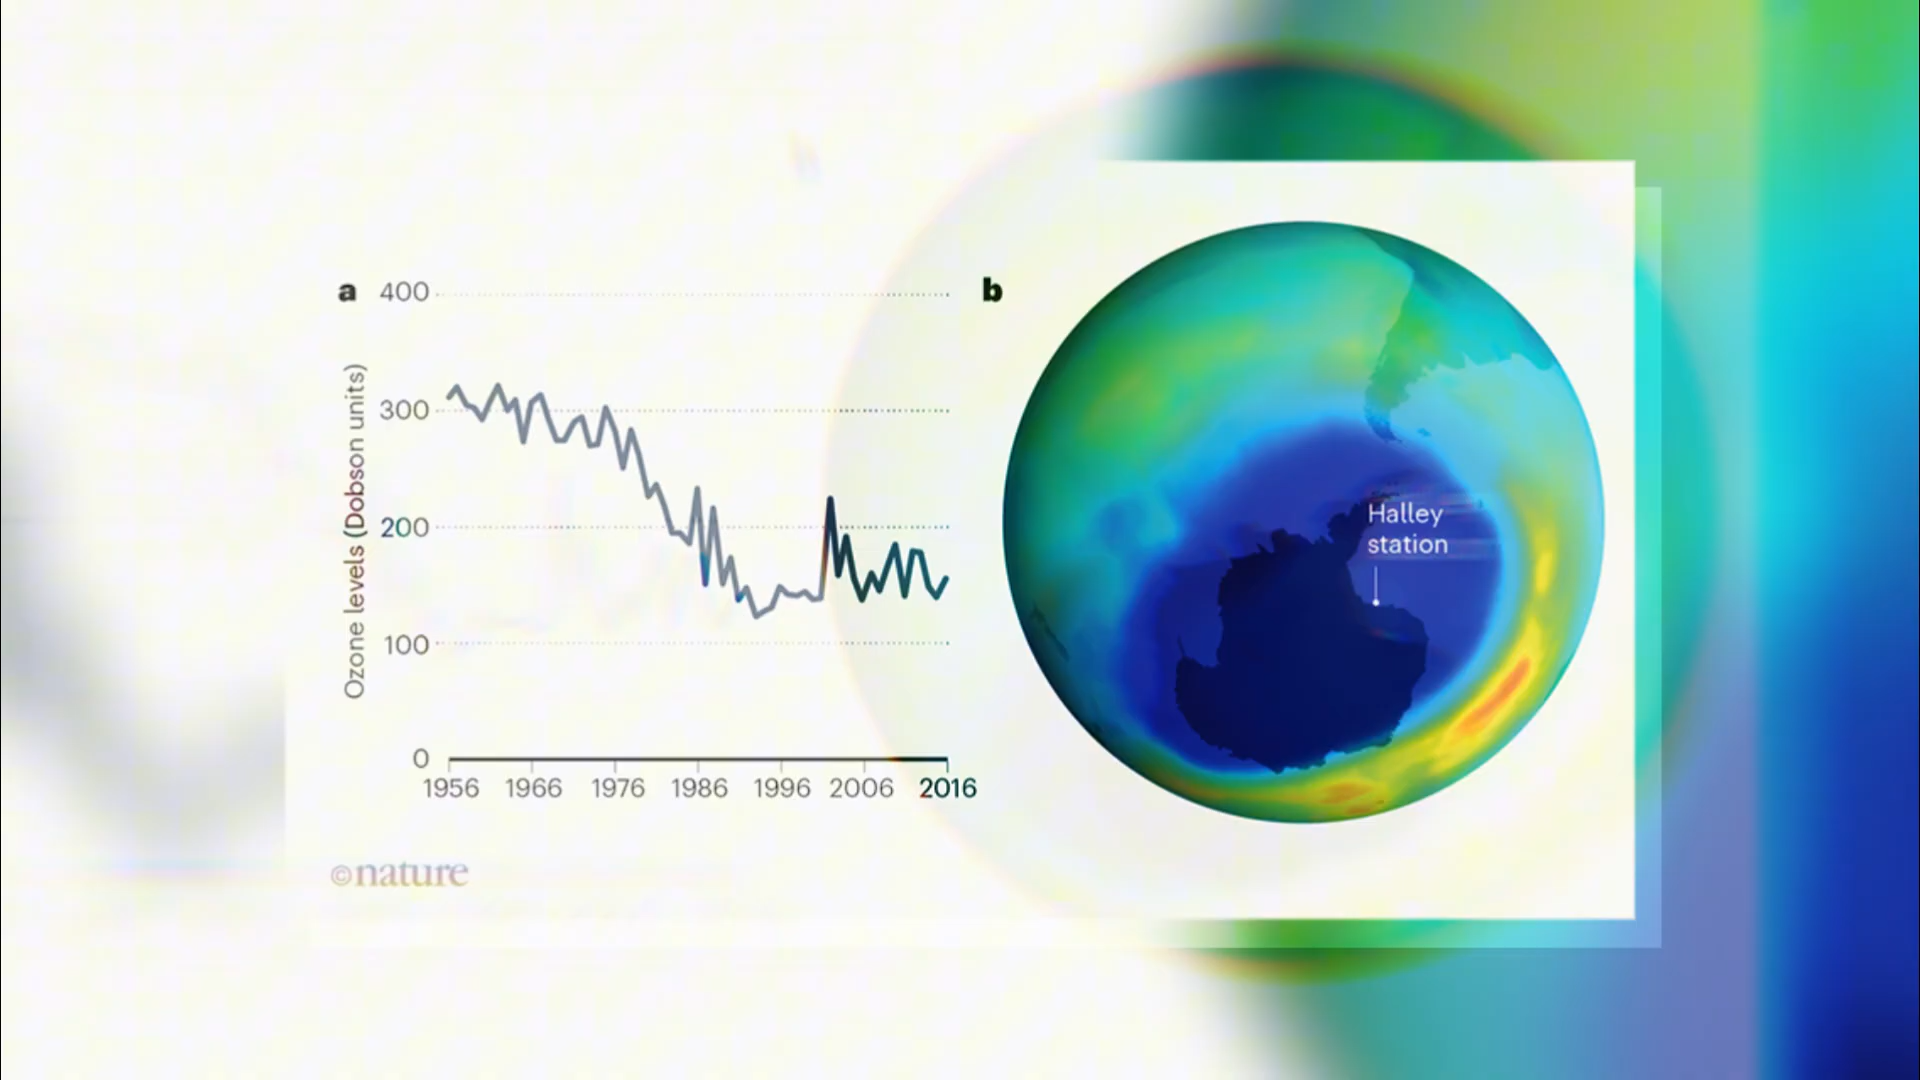 a
400
300
200
100
0
Ozone levels (Dobson units)
1956 1966 1976 1986 1996 2006 2016
b
Halley
station
©nature